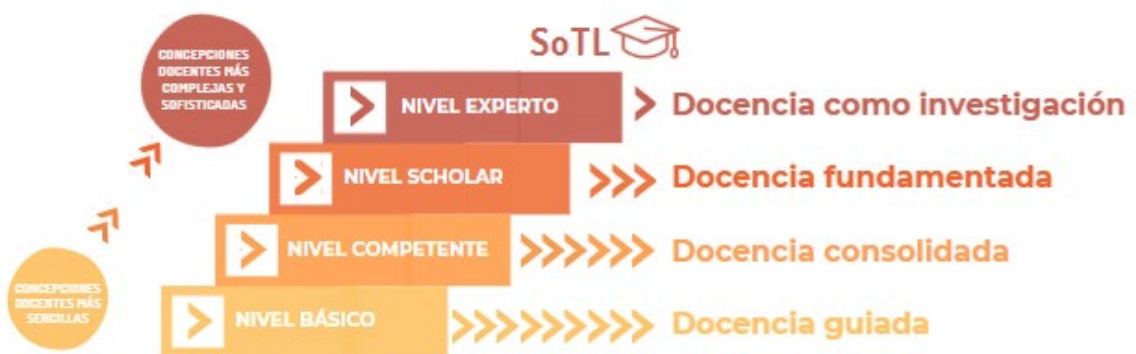 SoTL
CONCEPCIONES
DOCENTES MÁS
COMPLEJAS Y
SOFISTICADAS
NIVEL EXPERTO
Docencia como investigación
NIVEL SCHOLAR
Docencia fundamentada
NIVEL COMPETENTE
Docencia consolidada
CONCEPCIONES
DOCENTES MÁS
SENCILLAS
NIVEL BÁSICO
Docencia guiada